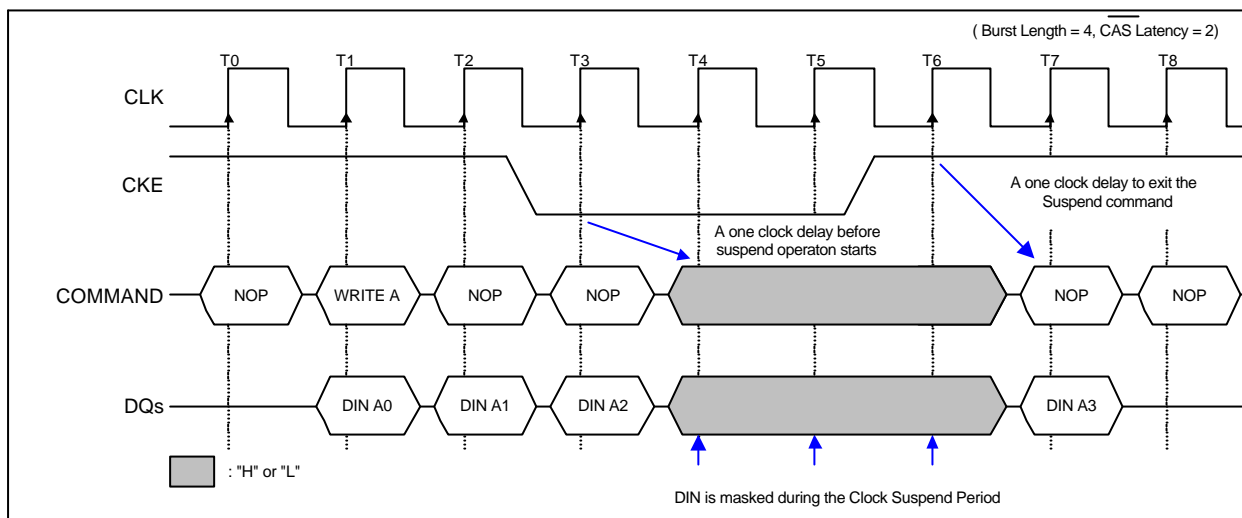 ( Burst Length = 4, CAS Latency = 2)
T0 T1 T2 T3 T4 T5 T6 T7 T8
CLK
CKE
A one clock delay to exit the
Suspend command
A one clock delay before
suspend operaton starts
COMMAND NOP WRITE A NOP NOP NOP NOP
DQs DIN A0 DIN A1 DIN A2 DIN A3
: "H" or "L"
DIN is masked during the Clock Suspend Period